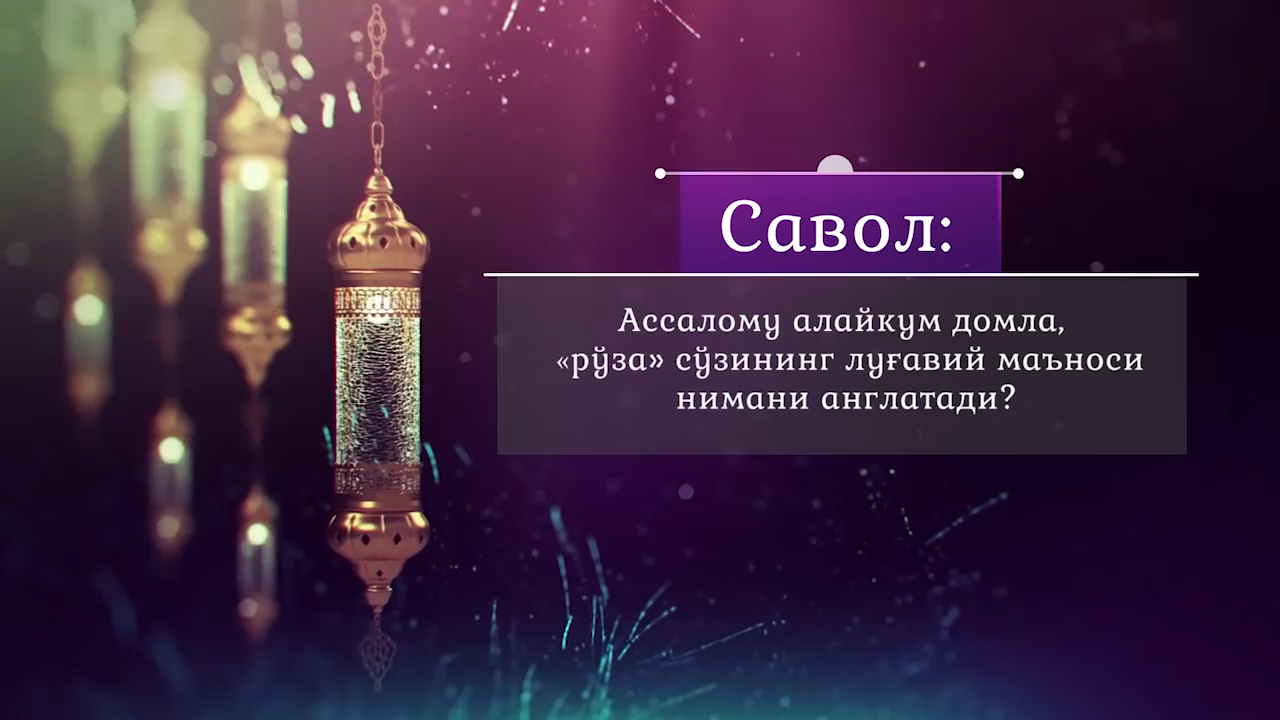 Савол:
Ассалому алайкум домла,
«рўза» сўзининг луғавий маъноси
нимани англатади?